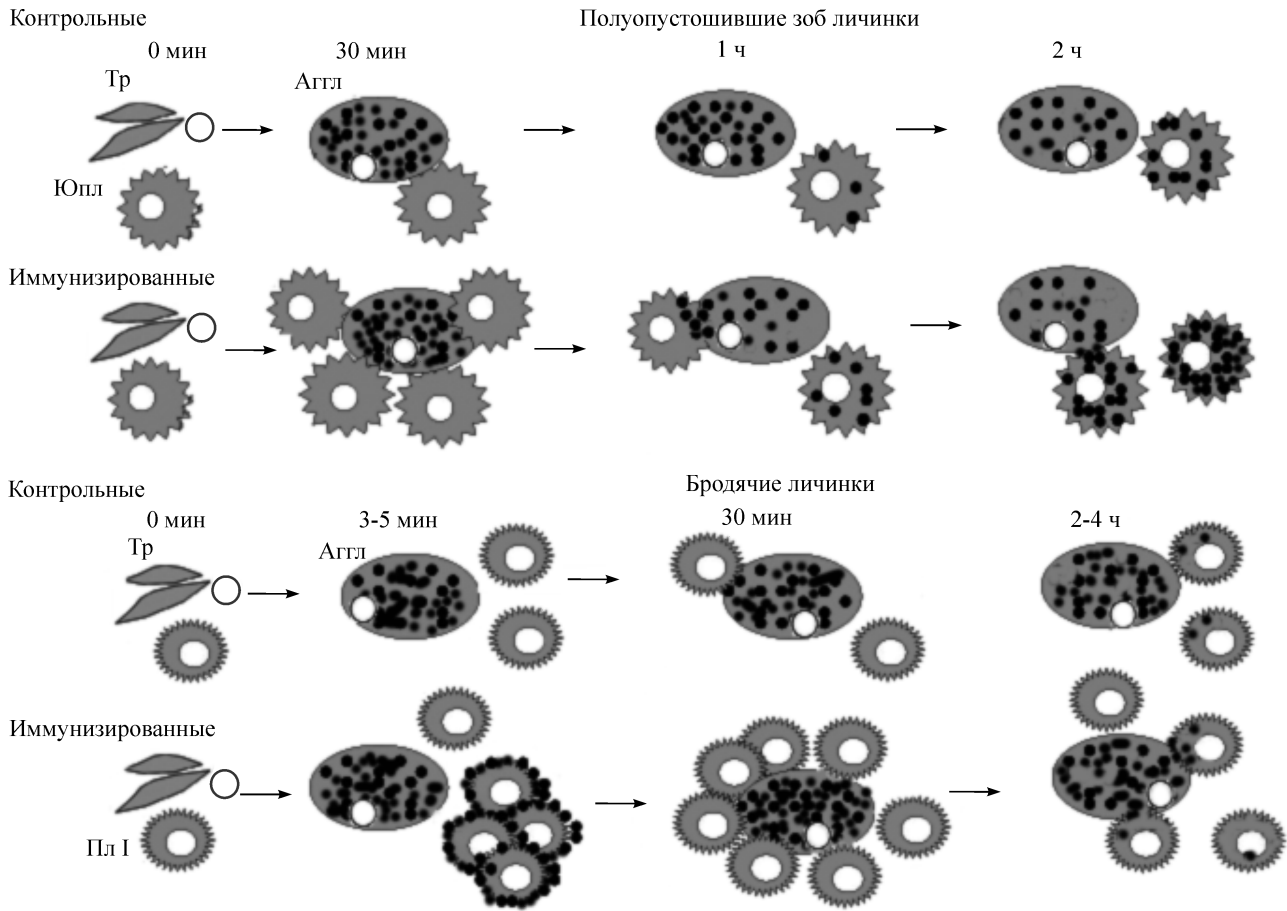 Контрольные
Полуопустошившие зоб личинки
0 мин
30 мин
1 ч
2 ч
Тр
Аггл
Юпл
Иммунизированные
Контрольные
Бродячие личинки
0 мин
3-5 мин
30 мин
2-4 ч
Тр
Аггл
Иммунизированные
Пл I